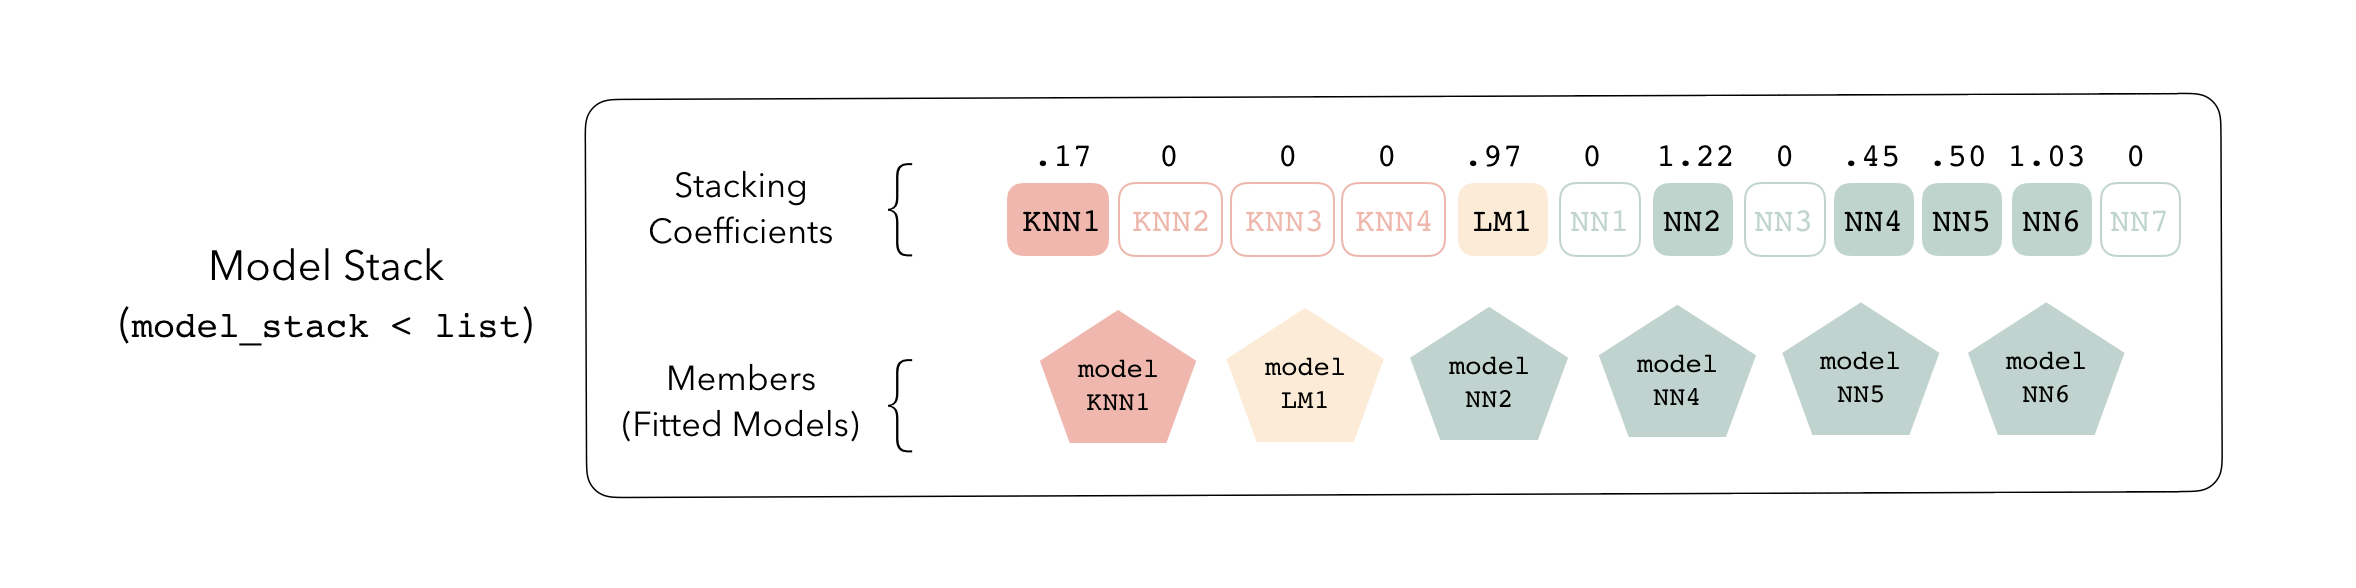 Model Stack
(model_stack < list)
Stacking
Coefficients
.17 0 0 0 .97 0 1.22 0 .45 .50 1.03 0
KNN1 KNN2 KNN3 KNN4 LM1 NN1 NN2 NN3 NN4 NN5 NN6 NN7
Members
(Fitted Models)
model model model model model model
KNN1 LM1 NN2 NN4 NN5 NN6